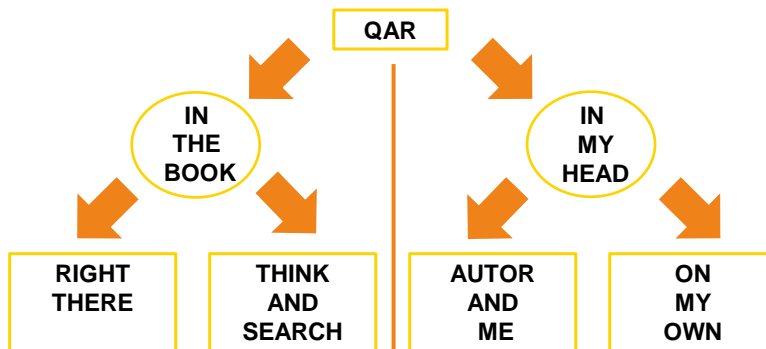 QAR
IN
THE
BOOK
IN
MY
HEAD
RIGHT
THERE
THINK
AND
SEARCH
AUTOR
AND
ME
ON
MY
OWN